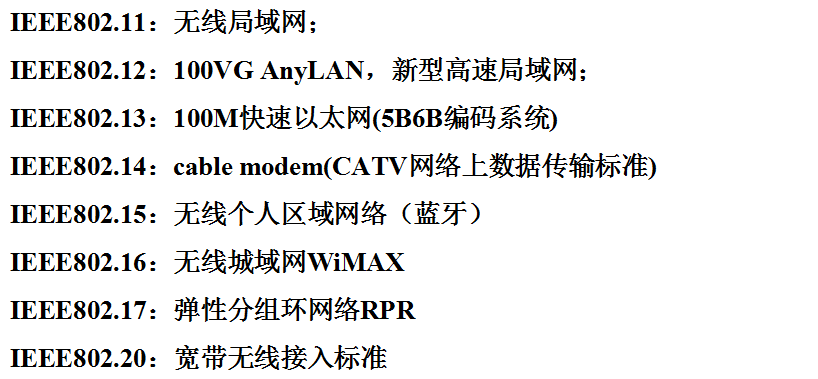 IEEE802.11：无线局域网；
IEEE802.12：100VG AnyLAN，新型高速局域网；
IEEE802.13：100M快速以太网(5B6B编码系统)
IEEE802.14：cable modem(CATV网络上数据传输标准)
IEEE802.15：无线个人区域网络（蓝牙）
IEEE802.16：无线城域网WiMAX
IEEE802.17：弹性分组环网络RPR
IEEE802.20：宽带无线接入标准